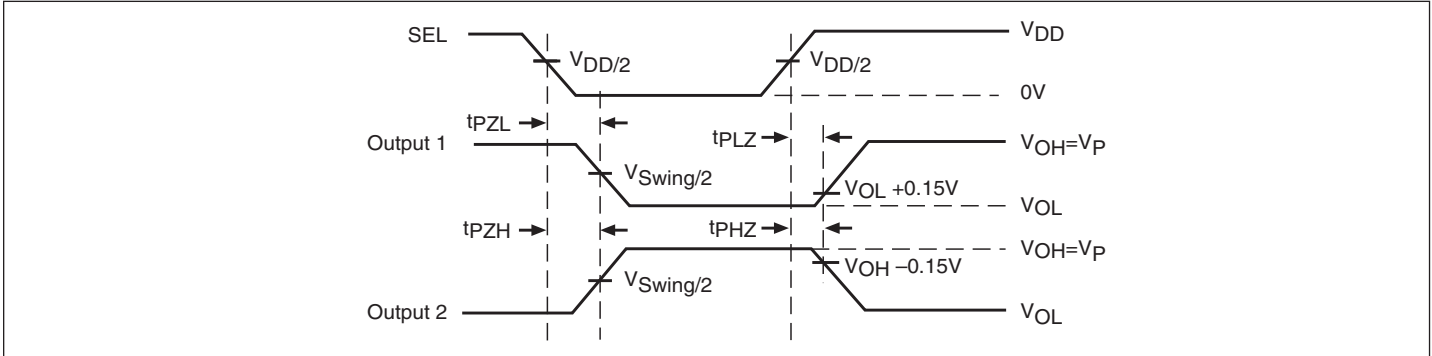 SEL
VDD
VDD/2
VDD/2
0V
tPZL
tPLZ
Output 1
VOH=VP
VSwing/2
VOL +0.15V
VOL
tPZH
tPHZ
VOH=VP
VOH –0.15V
VSwing/2
Output 2
VOL